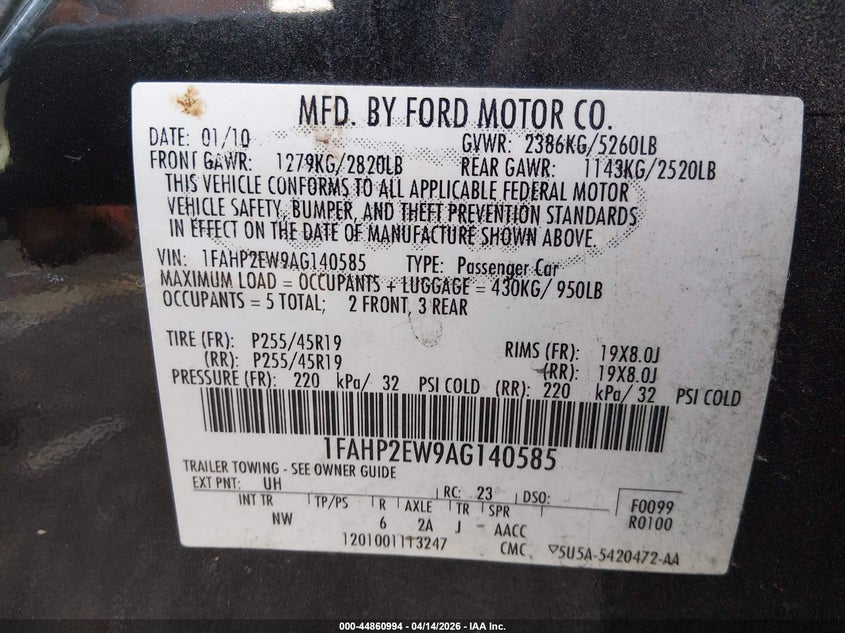 MFD. BY FORD MOTOR CO.
DATE: 01/10 GVWR: 2386KG/5260LB
FRONT GAWR: 1279KG/2820LB REAR GAWR: 1143KG/2520LB
THIS VEHICLE CONFORMS TO ALL APPLICABLE FEDERAL MOTOR
VEHICLE SAFETY, BUMPER, AND THEFT PREVENTION STANDARDS
IN EFFECT ON THE DATE OF MANUFACTURE SHOWN ABOVE.
VIN: 1FAHP2EW9AG140585 TYPE: Passenger Car
MAXIMUM LOAD = OCCUPANTS + LUGGAGE = 430KG/ 950LB
OCCUPANTS = 5 TOTAL; 2 FRONT, 3 REAR
TIRE (FR): P255/45R19 RIMS (FR): 19X8.0J
(RR): P255/45R19 (RR): 19X8.0J
PRESSURE (FR): 220 kPa/ 32 PSI COLD (RR): 220 kPa/ 32 PSI COLD
1FAHP2EW9AG140585
TRAILER TOWING - SEE OWNER GUIDE
EXT PNT: UH RC: 23 DSO: F0099
INT TR TP/PS R AXLE TR SPR R0100
NW 6 2A J - AACC
1201001113247 CMC ▽5U5A-5420472-AA
000-44860994 - 04/14/2026 - IAA Inc.